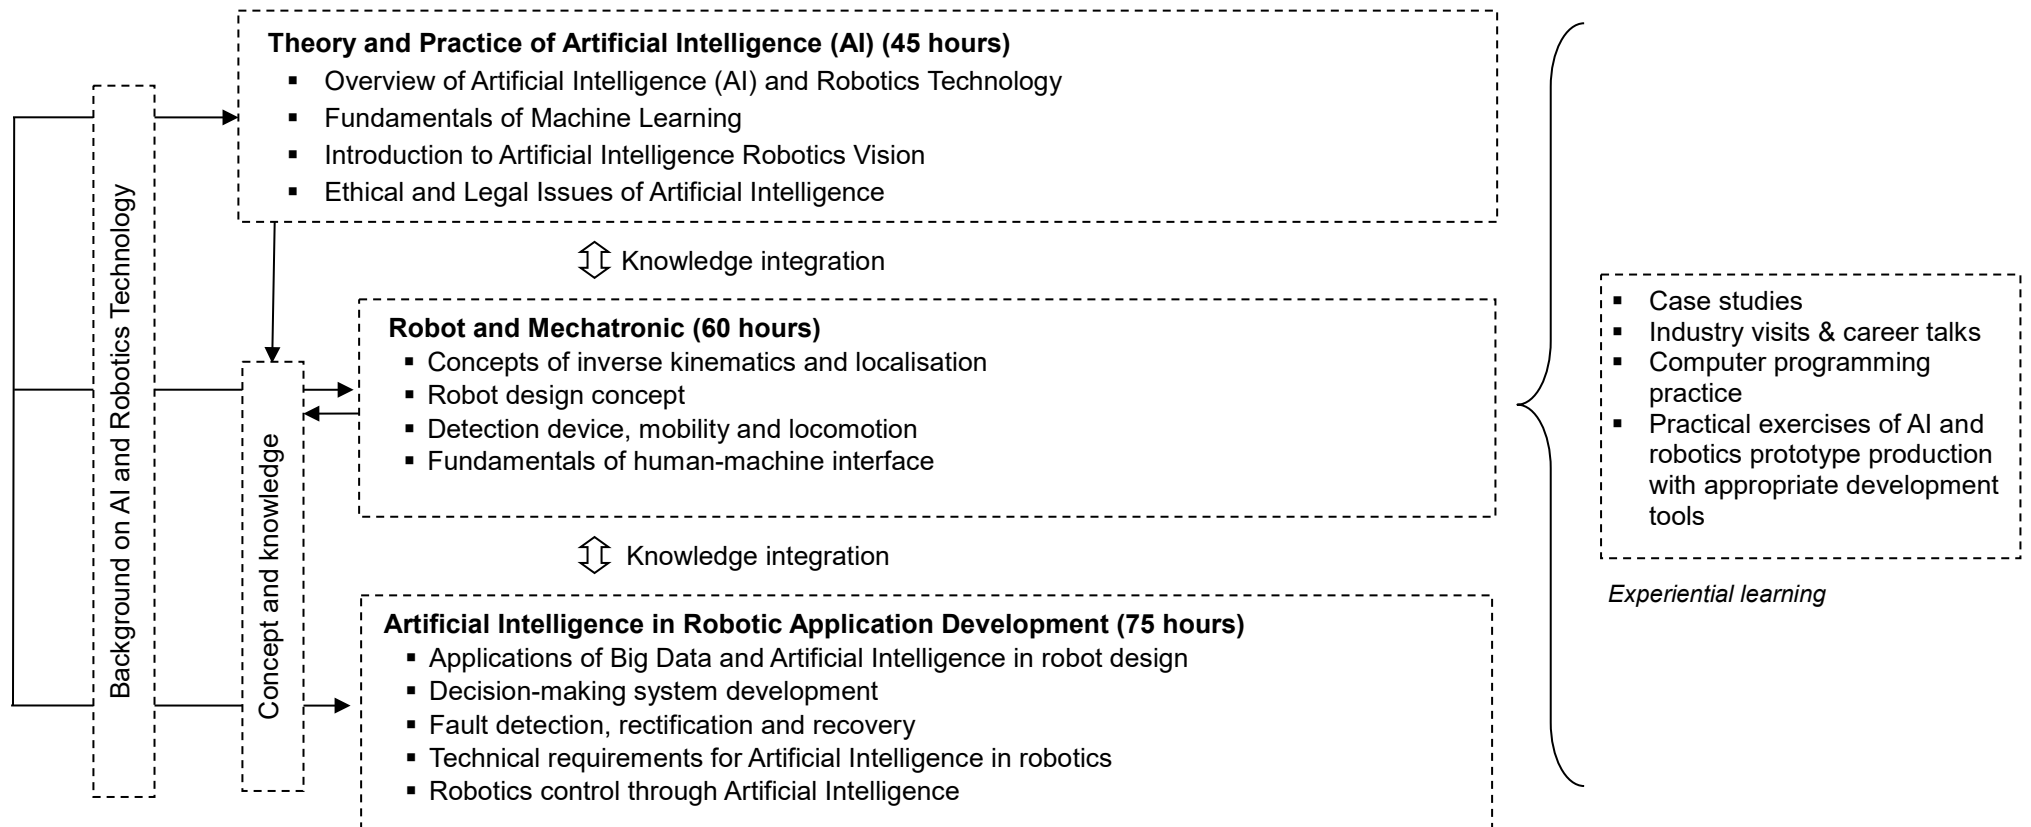 Theory and Practice of Artificial Intelligence (AI) (45 hours)
▪ Overview of Artificial Intelligence (AI) and Robotics Technology
▪ Fundamentals of Machine Learning
▪ Introduction to Artificial Intelligence Robotics Vision
▪ Ethical and Legal Issues of Artificial Intelligence
Background on AI and Robotics Technology
Knowledge integration
Concept and knowledge
Robot and Mechatronic (60 hours)
▪ Concepts of inverse kinematics and localisation
▪ Robot design concept
▪ Detection device, mobility and locomotion
▪ Fundamentals of human-machine interface
Knowledge integration
Artificial Intelligence in Robotic Application Development (75 hours)
▪ Applications of Big Data and Artificial Intelligence in robot design
▪ Decision-making system development
▪ Fault detection, rectification and recovery
▪ Technical requirements for Artificial Intelligence in robotics
▪ Robotics control through Artificial Intelligence
▪ Case studies
▪ Industry visits & career talks
▪ Computer programming
practice
▪ Practical exercises of AI and
robotics prototype production
with appropriate development
tools
Experiential learning